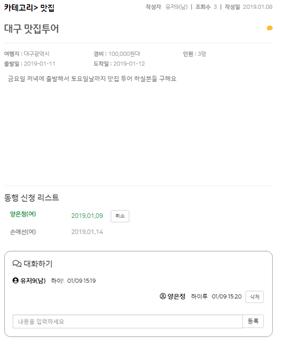 카테고리> 맛집
작성자 유저9(남) | 조회수 3 | 작성일 2019.01.08
대구 맛집투어
여행지 : 대구광역시 경비 : 100,000원대 인원 : 3명
출발일 : 2019-01-11 도착일 : 2019-01-12
금요일 저녁에 출발해서 토요일날까지 맛집 투어 하실분을 구해요.
동행 신청 리스트
양은정(여) 2019.01.09 취소
손예선(여) 2019.01.14
대화하기
유저9(남) 하이! 01/09 15:19
양은정 하이루 01/09 15:20 삭제
내용을 입력하세요 등록